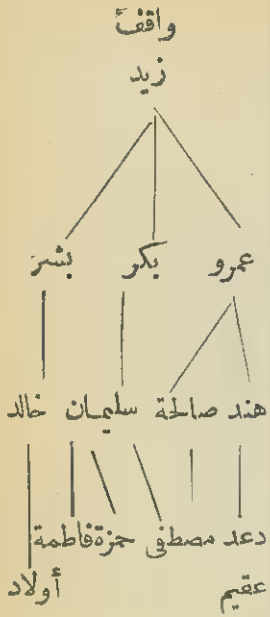 واقف
زيد
عمرو بكر بشر
هند صالحة سليمان خالد
دعد مصطفى حمزة فاطمة
عقيم أولاد